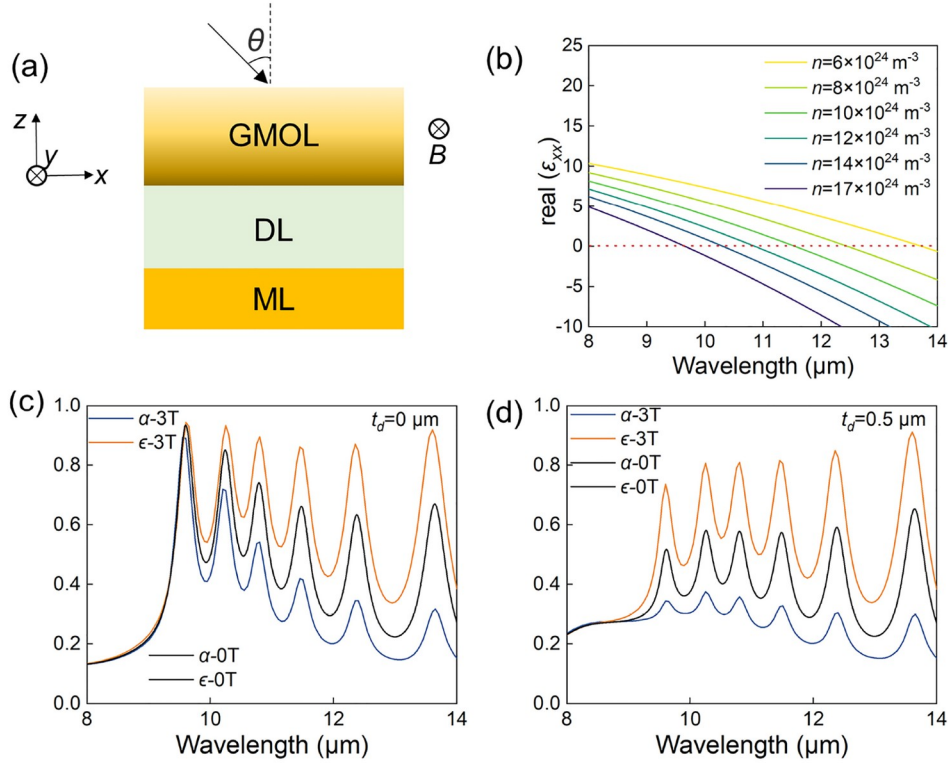 (a)
θ
GMOL
DL
ML
z
y
x
B
(b)
real (εxx)
25
20
15
10
5
0
-5
-10
n=6×10²⁴ m⁻³
n=8×10²⁴ m⁻³
n=10×10²⁴ m⁻³
n=12×10²⁴ m⁻³
n=14×10²⁴ m⁻³
n=17×10²⁴ m⁻³
8 9 10 11 12 13 14
Wavelength (μm)
(c)
α-3T
ϵ-3T
t_d=0 μm
α-0T
ϵ-0T
1.0
0.8
0.6
0.4
0.2
0.0
8 10 12 14
Wavelength (μm)
(d)
α-3T
ϵ-3T
α-0T
ϵ-0T
t_d=0.5 μm
1.0
0.8
0.6
0.4
0.2
0.0
8 10 12 14
Wavelength (μm)